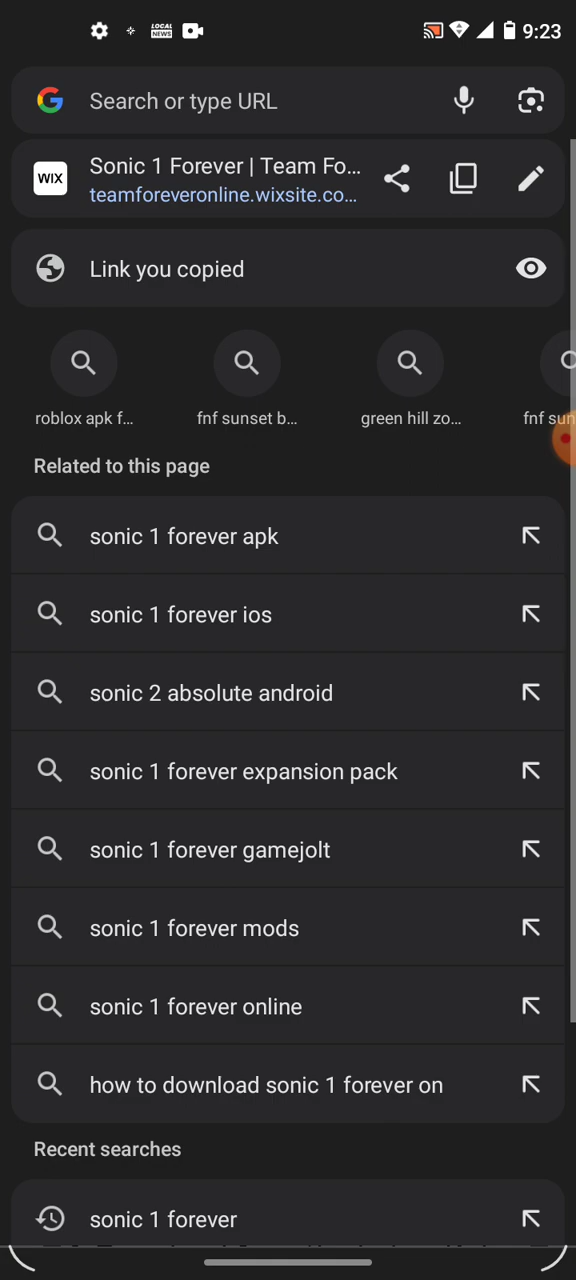 LOCAL
NEWS
9:23
Search or type URL
WIX
Sonic 1 Forever | Team Fo...
teamforeveronline.wixsite.co...
Link you copied
roblox apk f...
fnf sunset b...
green hill zo...
fnf sun
Related to this page
sonic 1 forever apk
sonic 1 forever ios
sonic 2 absolute android
sonic 1 forever expansion pack
sonic 1 forever gamejolt
sonic 1 forever mods
sonic 1 forever online
how to download sonic 1 forever on
Recent searches
sonic 1 forever